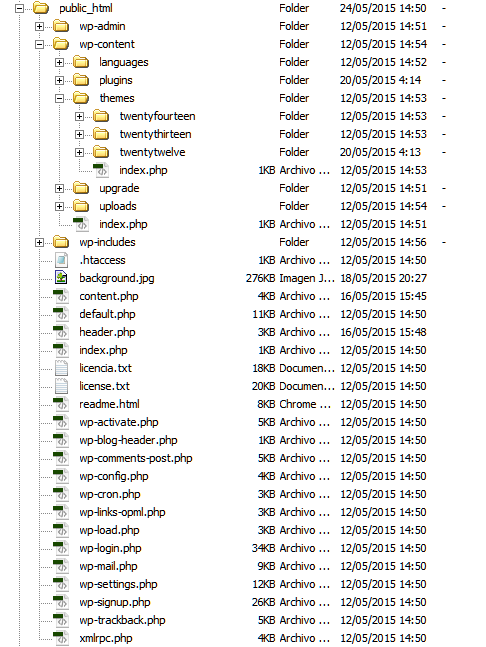 public_html Folder 24/05/2015 14:50 -
wp-admin Folder 12/05/2015 14:51 -
wp-content Folder 12/05/2015 14:54 -
languages Folder 12/05/2015 14:52 -
plugins Folder 20/05/2015 4:14 -
themes Folder 12/05/2015 14:53 -
twentyfourteen Folder 12/05/2015 14:53 -
twentythirteen Folder 12/05/2015 14:53 -
twentytwelve Folder 20/05/2015 4:13 -
index.php 1KB Archivo ... 12/05/2015 14:53
upgrade Folder 12/05/2015 14:51 -
uploads Folder 12/05/2015 14:54 -
index.php 1KB Archivo ... 12/05/2015 14:51
wp-includes Folder 12/05/2015 14:56 -
.htaccess 1KB Archivo ... 12/05/2015 14:50
background.jpg 276KB Imagen J... 18/05/2015 20:27
content.php 4KB Archivo ... 16/05/2015 15:45
default.php 11KB Archivo ... 12/05/2015 14:50
header.php 3KB Archivo ... 16/05/2015 15:48
index.php 1KB Archivo ... 12/05/2015 14:50
licencia.txt 18KB Documen... 12/05/2015 14:50
license.txt 20KB Documen... 12/05/2015 14:50
readme.html 8KB Chrome ... 12/05/2015 14:50
wp-activate.php 5KB Archivo ... 12/05/2015 14:50
wp-blog-header.php 1KB Archivo ... 12/05/2015 14:50
wp-comments-post.php 5KB Archivo ... 12/05/2015 14:50
wp-config.php 4KB Archivo ... 12/05/2015 14:50
wp-cron.php 3KB Archivo ... 12/05/2015 14:50
wp-links-opml.php 3KB Archivo ... 12/05/2015 14:50
wp-load.php 3KB Archivo ... 12/05/2015 14:50
wp-login.php 34KB Archivo ... 12/05/2015 14:50
wp-mail.php 9KB Archivo ... 12/05/2015 14:50
wp-settings.php 12KB Archivo ... 12/05/2015 14:50
wp-signup.php 26KB Archivo ... 12/05/2015 14:50
wp-trackback.php 5KB Archivo ... 12/05/2015 14:50
xmlrpc.php 4KB Archivo ... 12/05/2015 14:50